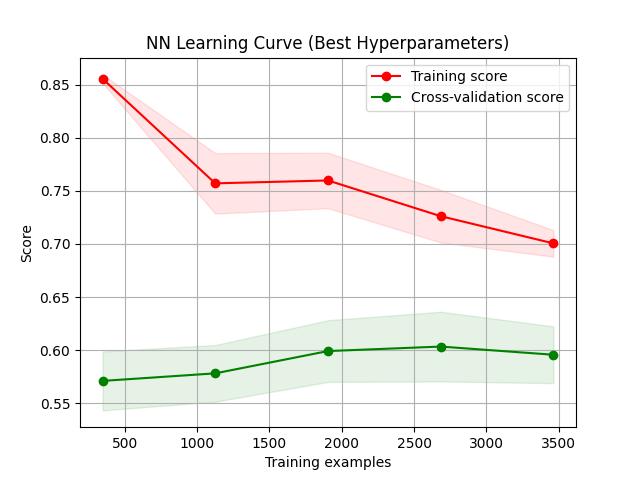 NN Learning Curve (Best Hyperparameters)
Training score
Cross-validation score
0.85
0.80
0.75
0.70
0.65
0.60
0.55
Score
500
1000
1500
2000
2500
3000
3500
Training examples